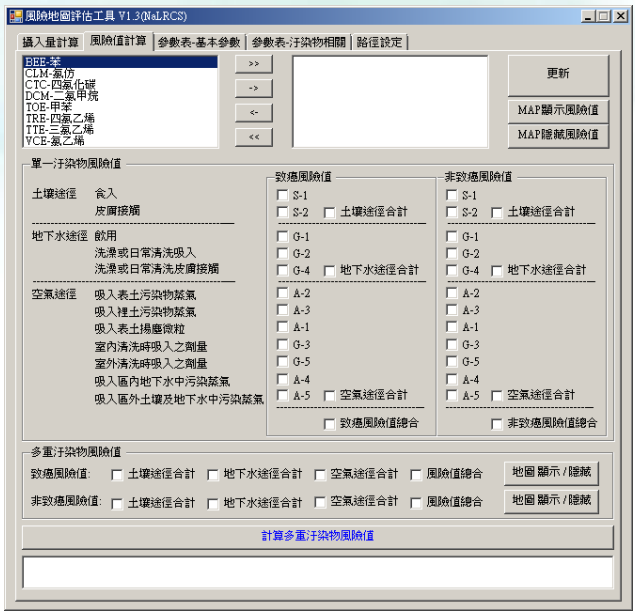 風險地圖評估工具 V1.3(NaLRCS)
攝入量計算 風險值計算 參數表-基本參數 參數表-汙染物相關 路徑設定
BEE-苯
CLM-氯仿
CTC-四氯化碳
DCM-二氯甲烷
TOE-甲苯
TRE-四氯乙烯
TTE-三氯乙烯
VCE-氯乙烯
>>
->
<-
<<
更新
MAP顯示風險值
MAP隱藏風險值
單一汙染物風險值
致癌風險值 非致癌風險值
土壤途徑 食入 S-1 S-1
皮膚接觸 S-2 土壤途徑合計 S-2 土壤途徑合計
地下水途徑 飲用 G-1 G-1
洗澡或日常清洗吸入 G-2 G-2
洗澡或日常清洗皮膚接觸 G-4 地下水途徑合計 G-4 地下水途徑合計
空氣途徑 吸入表土污染物蒸氣 A-2 A-2
吸入裡土污染物蒸氣 A-3 A-3
吸入表土揚塵微粒 A-1 A-1
室內清洗時吸入之劑量 G-3 G-3
室外清洗時吸入之劑量 G-5 G-5
吸入區內地下水中污染蒸氣 A-4 A-4
吸入區外土壤及地下水中污染蒸氣 A-5 空氣途徑合計 A-5 空氣途徑合計
致癌風險值總合 非致癌風險值總合
多重汙染物風險值
致癌風險值: 土壤途徑合計 地下水途徑合計 空氣途徑合計 風險值總合 地圖 顯示 / 隱藏
非致癌風險值: 土壤途徑合計 地下水途徑合計 空氣途徑合計 風險值總合 地圖 顯示 / 隱藏
計算多重汙染物風險值